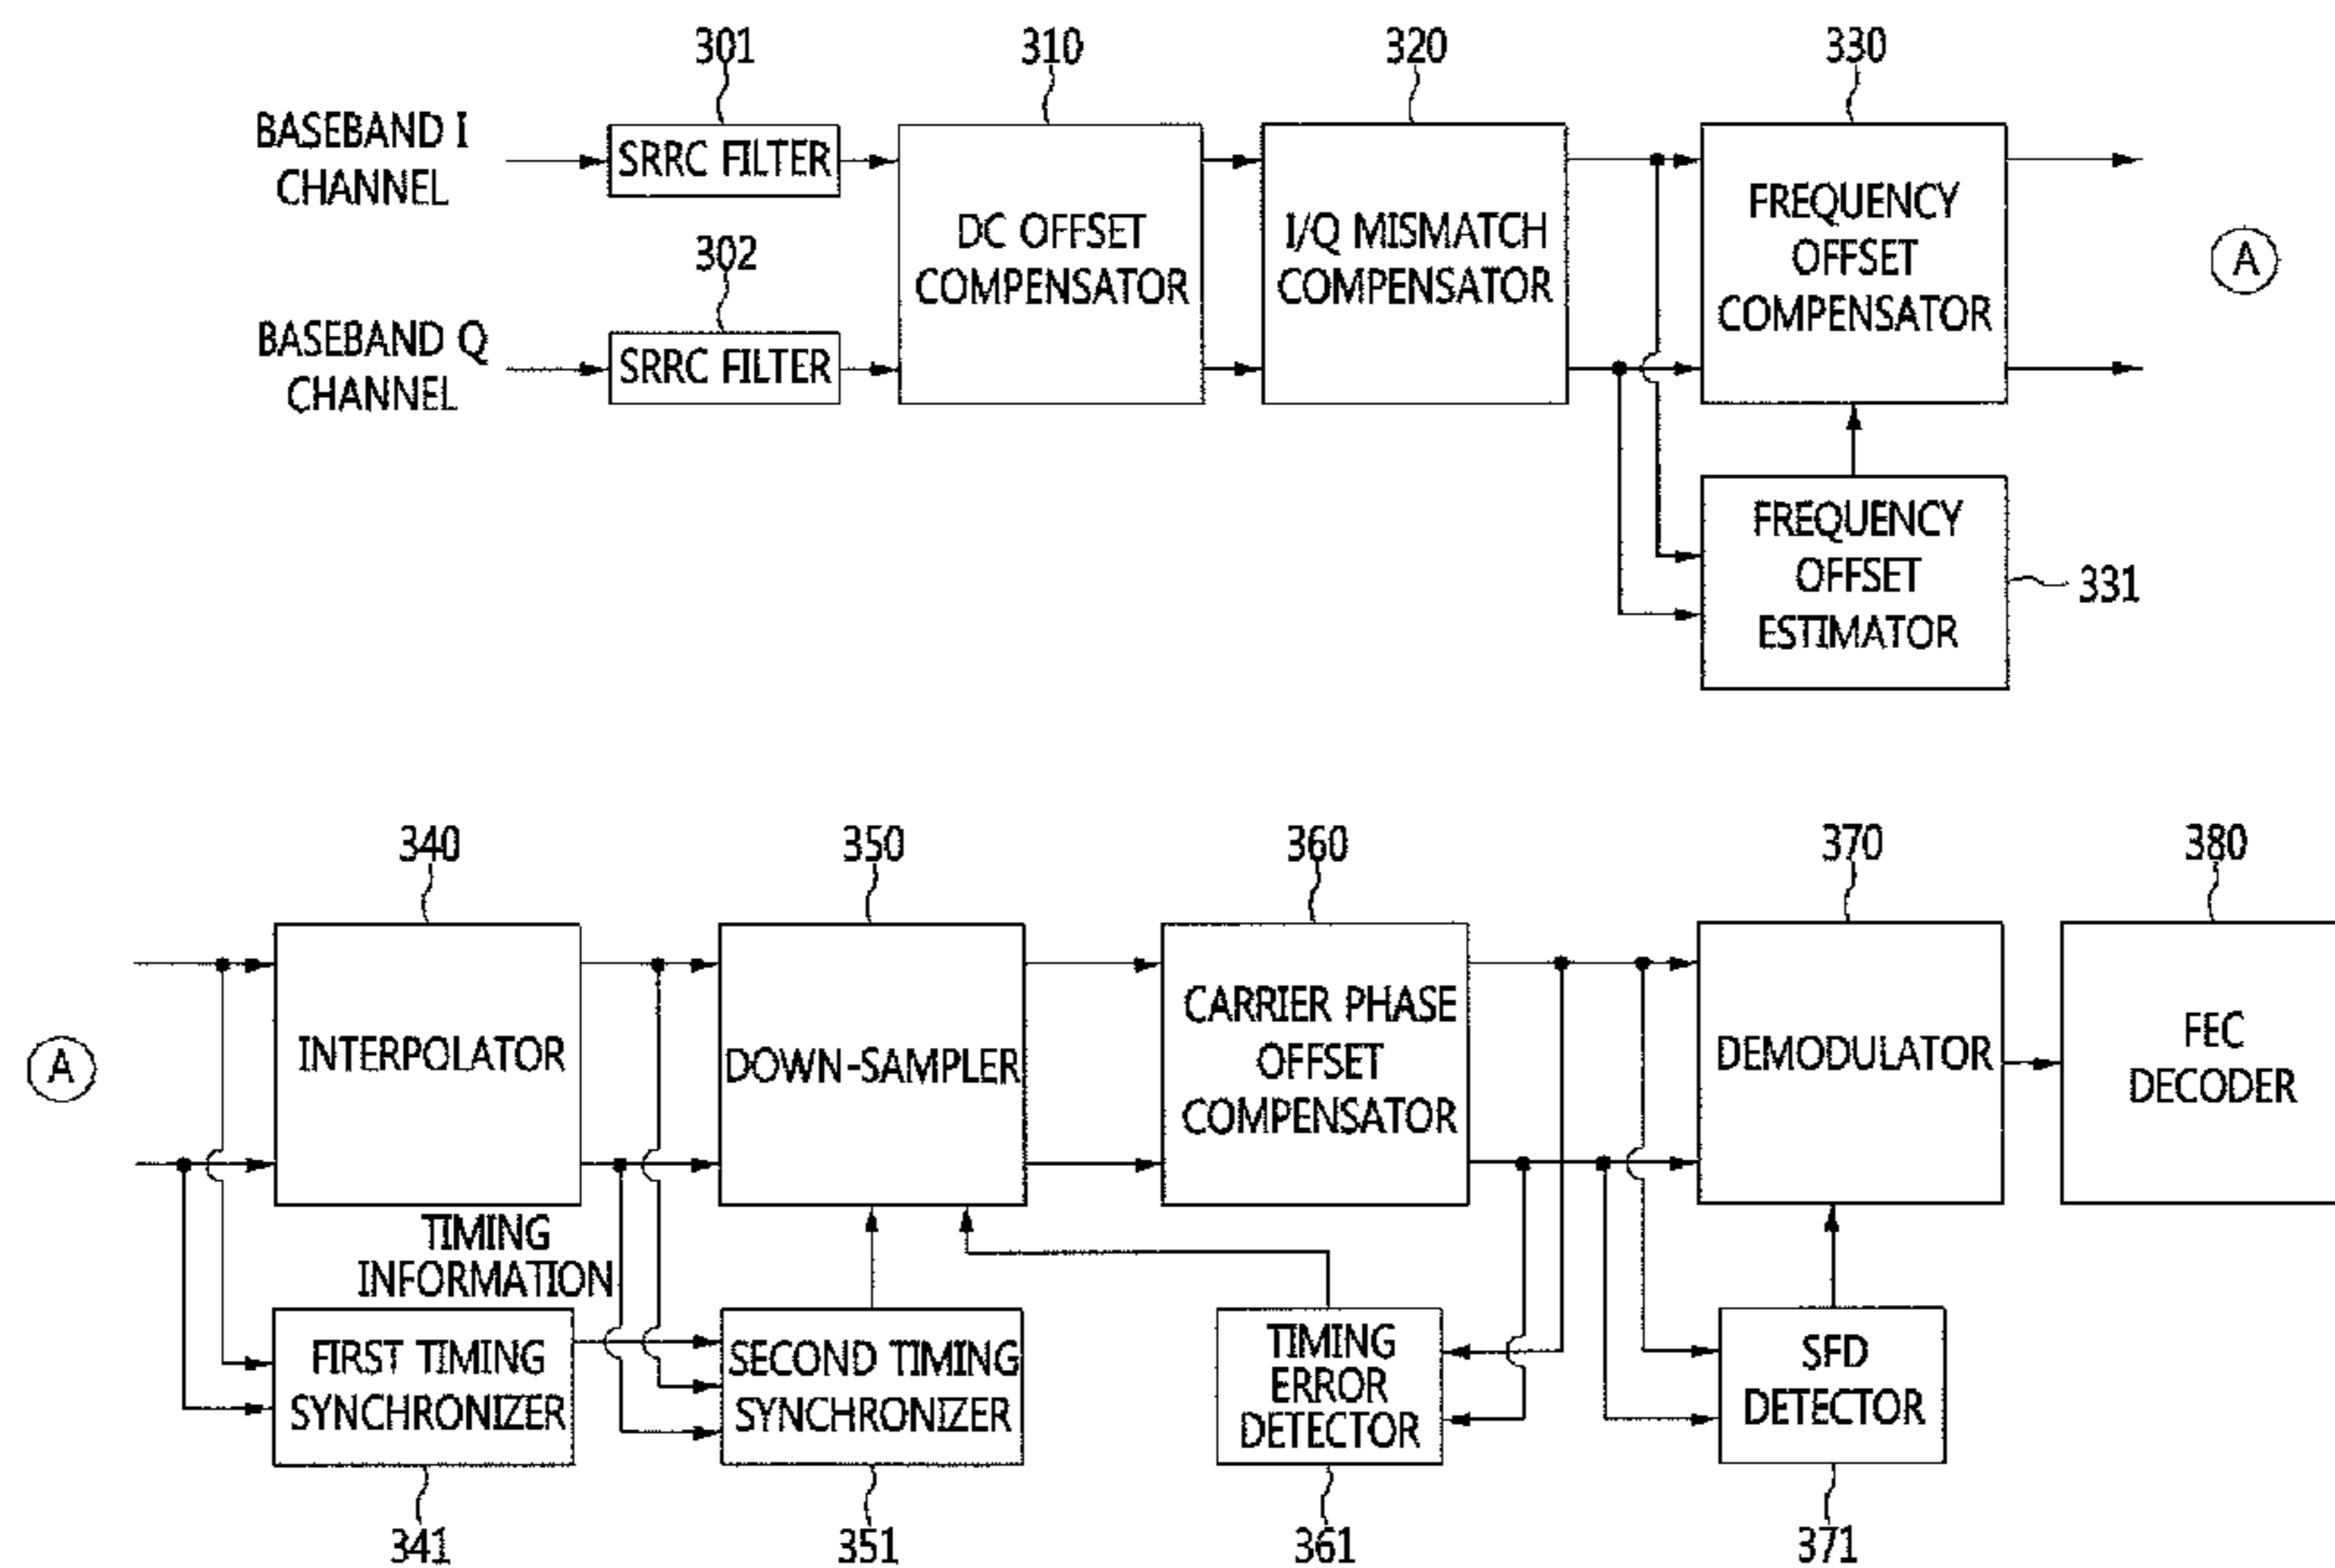 301
310
320
330
BASEBAND I
CHANNEL
SRRC FILTER
DC OFFSET
COMPENSATOR
I/Q MISMATCH
COMPENSATOR
FREQUENCY
OFFSET
COMPENSATOR
A
302
BASEBAND Q
CHANNEL
SRRC FILTER
FREQUENCY
OFFSET
ESTIMATOR
331
340
350
360
370
380
A
INTERPOLATOR
DOWN-SAMPLER
CARRIER PHASE
OFFSET
COMPENSATOR
DEMODULATOR
FEC
DECODER
TIMING
INFORMATION
FIRST TIMING
SYNCHRONIZER
SECOND TIMING
SYNCHRONIZER
TIMING
ERROR
DETECTOR
SFD
DETECTOR
341
351
361
371